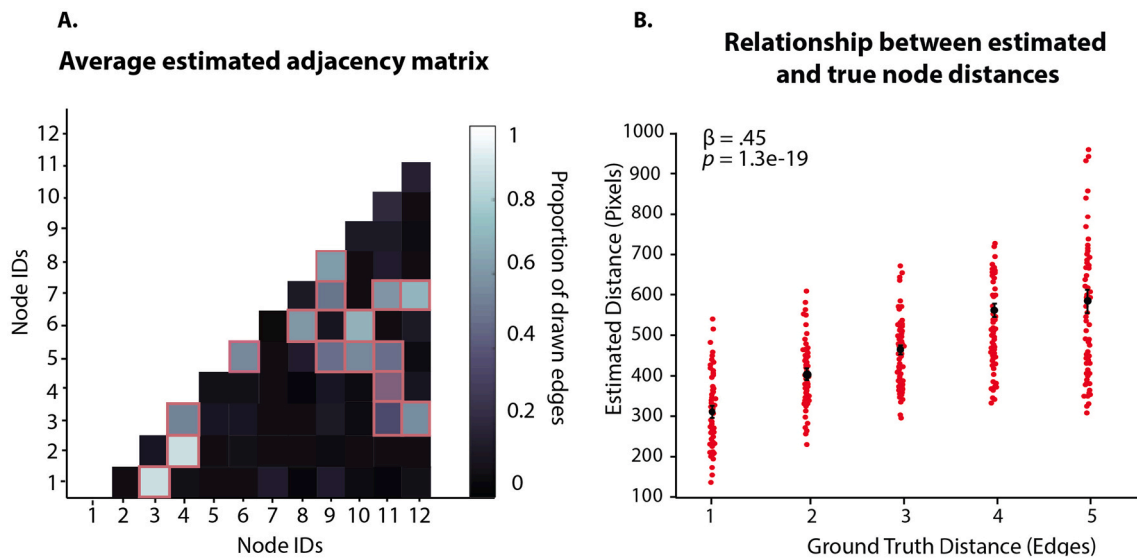 A.
Average estimated adjacency matrix
12
11
10
9
8
7
6
5
4
3
2
1
Node IDs
1 2 3 4 5 6 7 8 9 10 11 12
Node IDs
1
0.8
0.6
0.4
0.2
0
Proportion of drawn edges
B.
Relationship between estimated
and true node distances
β = .45
p = 1.3e-19
1000
900
800
700
600
500
400
300
200
100
Estimated Distance (Pixels)
1 2 3 4 5
Ground Truth Distance (Edges)